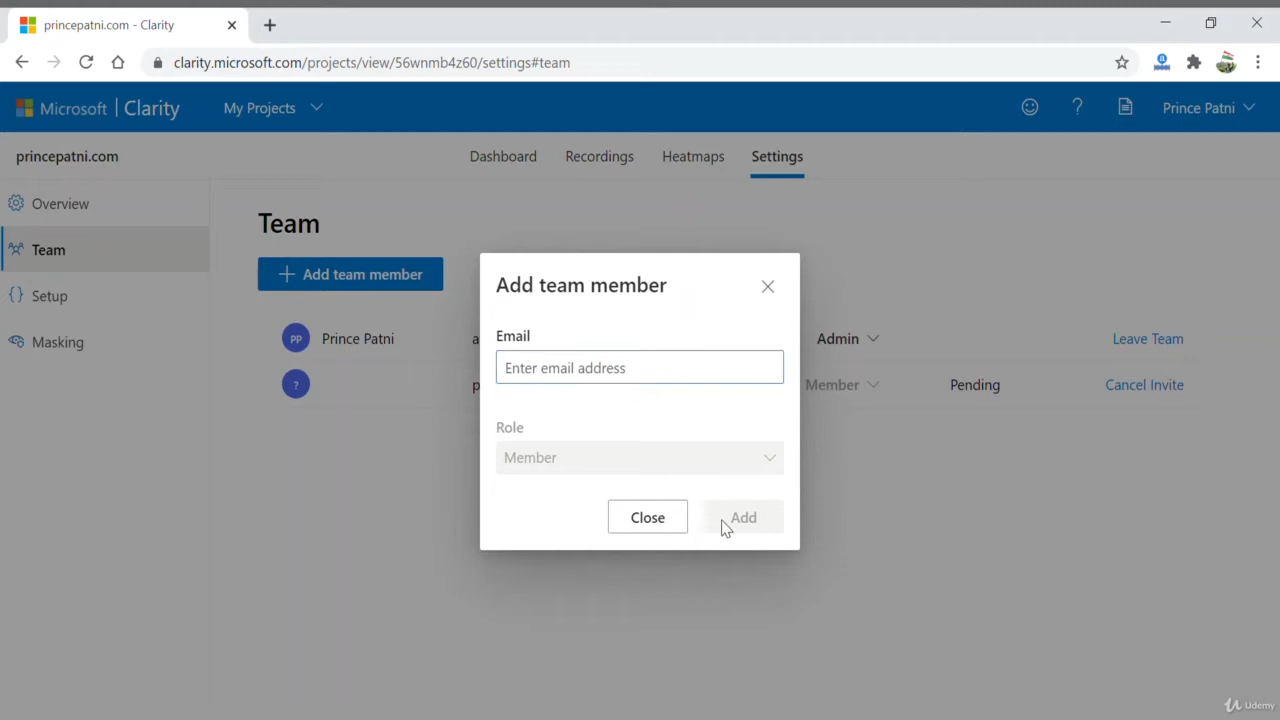 princepatni.com - Clarity
clarity.microsoft.com/projects/view/56wnmb4z60/settings#team
Microsoft | Clarity
My Projects
Prince Patni
princepatni.com
Dashboard
Recordings
Heatmaps
Settings
Overview
Team
Setup
Masking
Team
+ Add team member
PP
Prince Patni
a
Admin
Leave Team
?
p
Member
Pending
Cancel Invite
Add team member
Email
Enter email address
Role
Member
Close
Add
Udemy